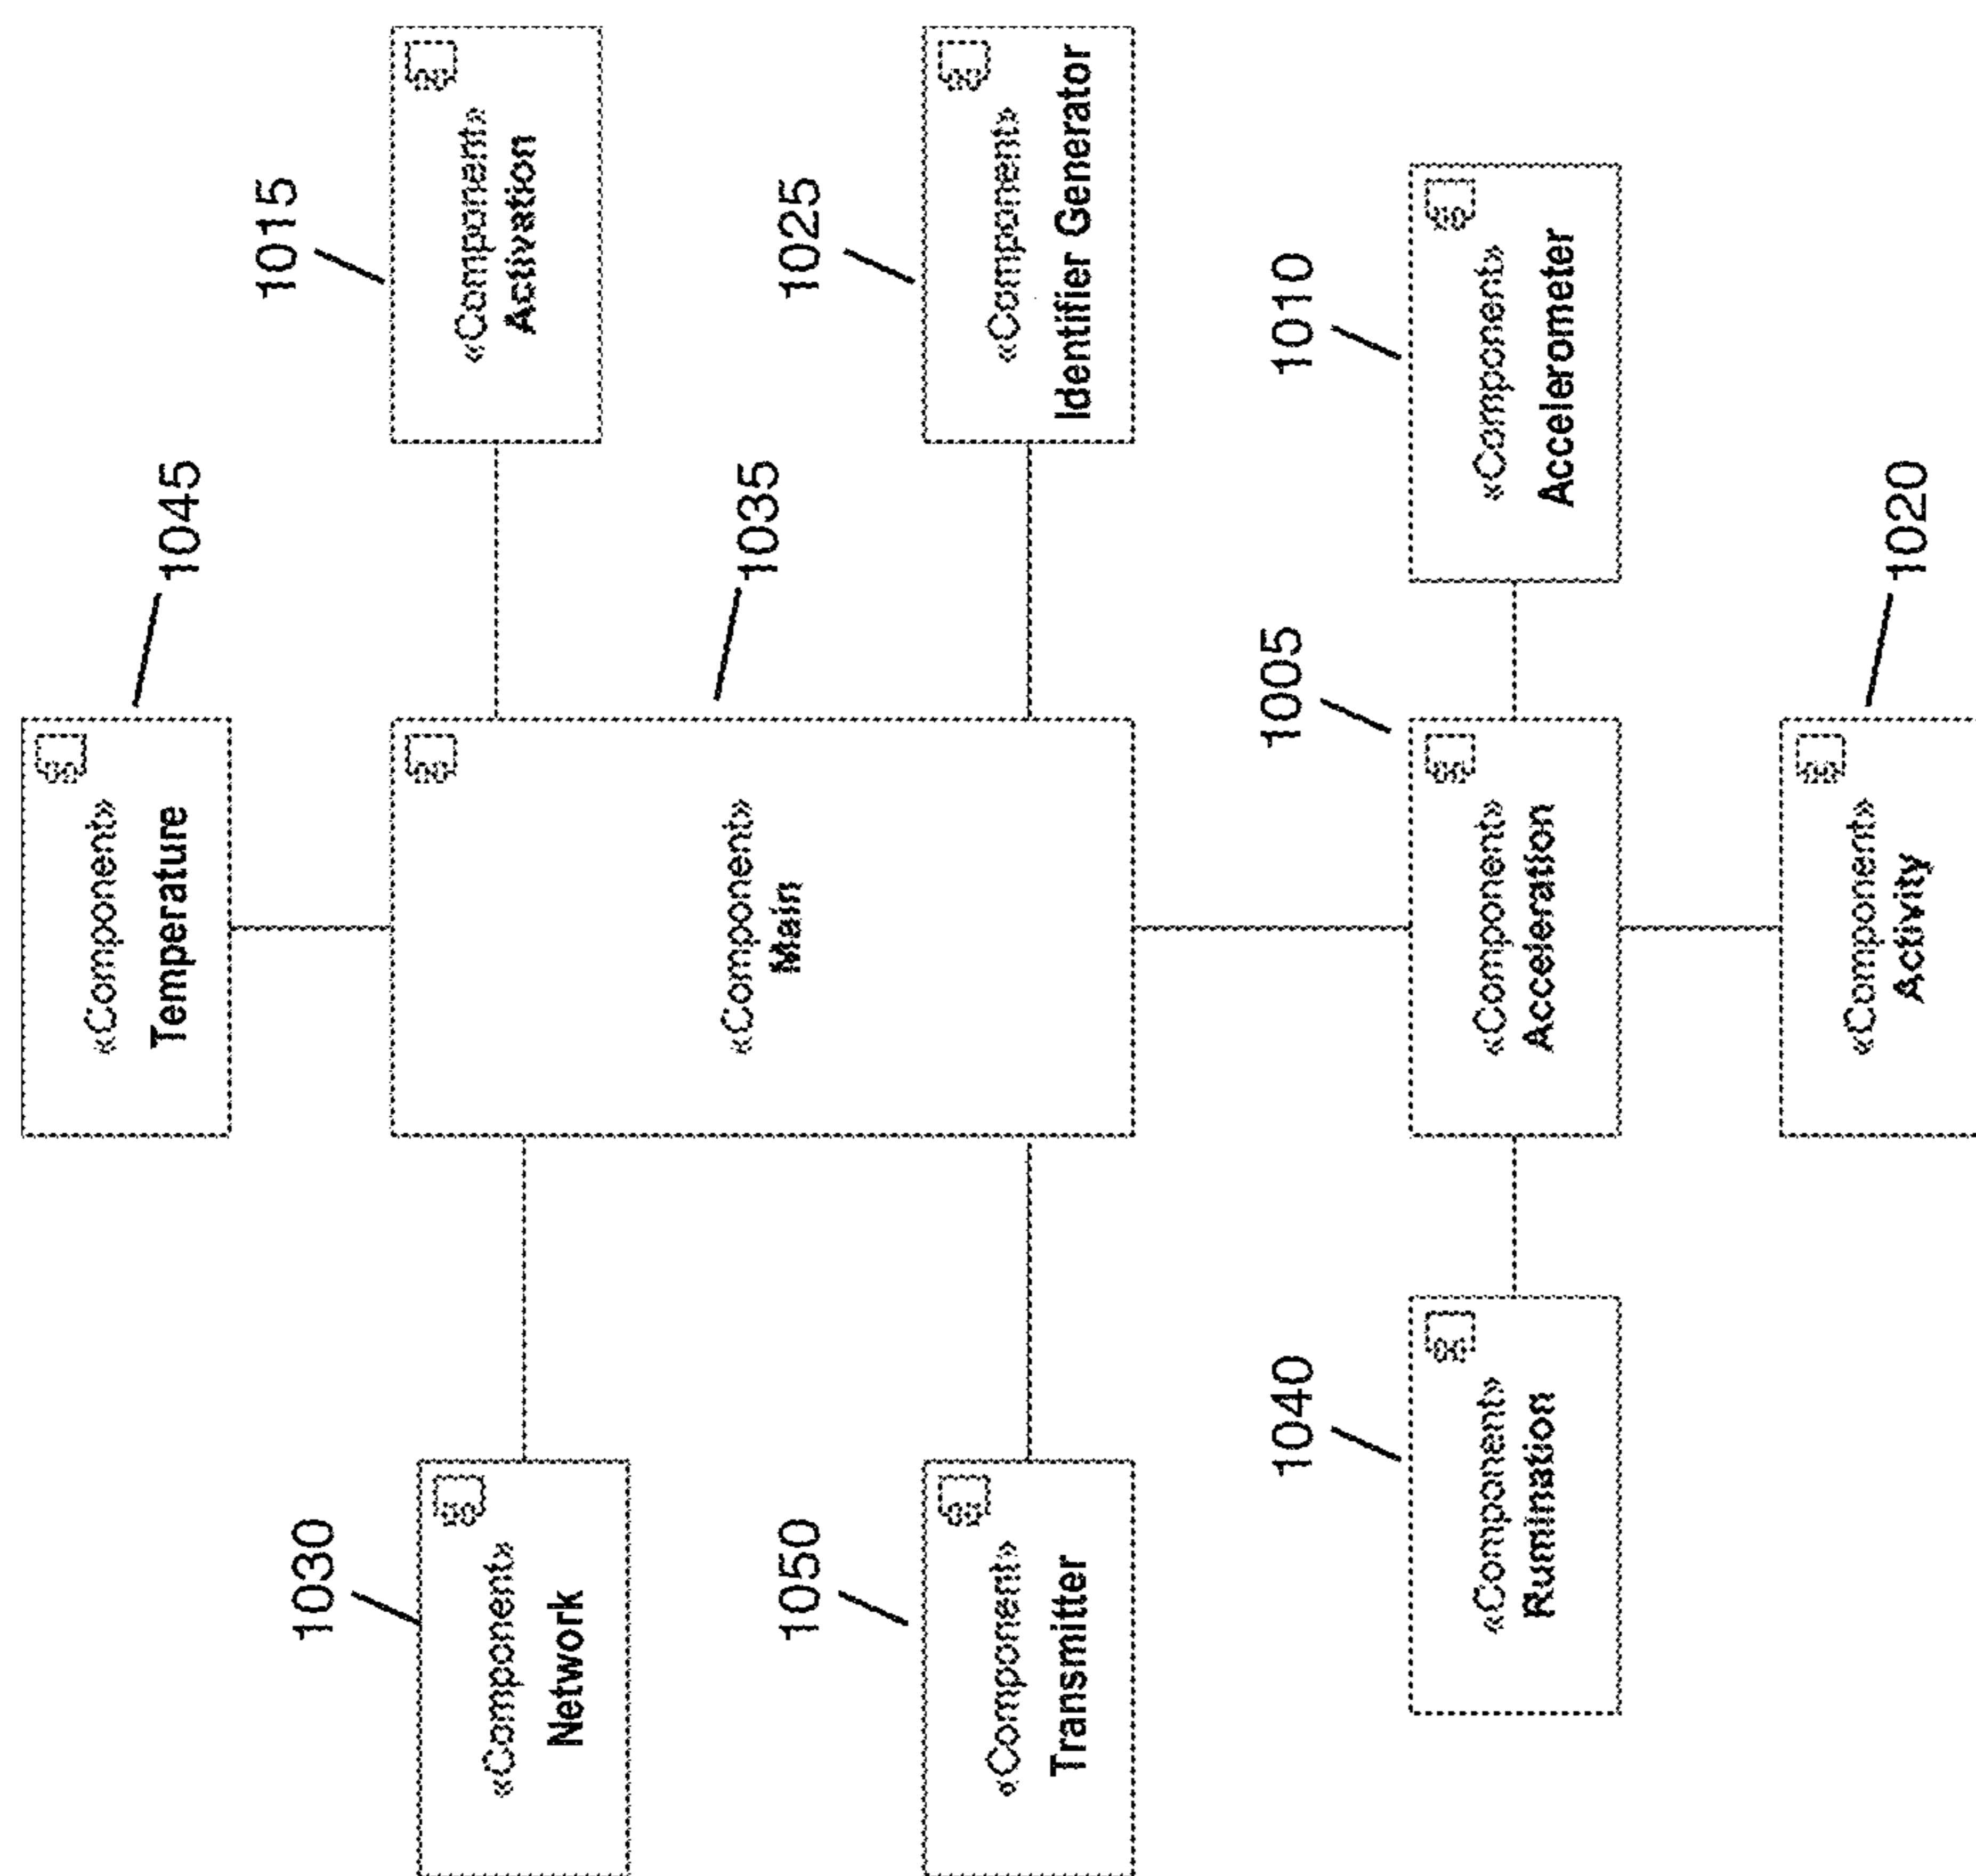 «Component»
Temperature
1045
1030
1015
«Component»
Network
«Component»
Activation
«Component»
Main
1035
1050
1025
«Component»
Transmitter
«Component»
Identifier Generator
1040
1005
1010
«Component»
Rumination
«Component»
Acceleration
«Component»
Accelerometer
«Component»
Activity
1020